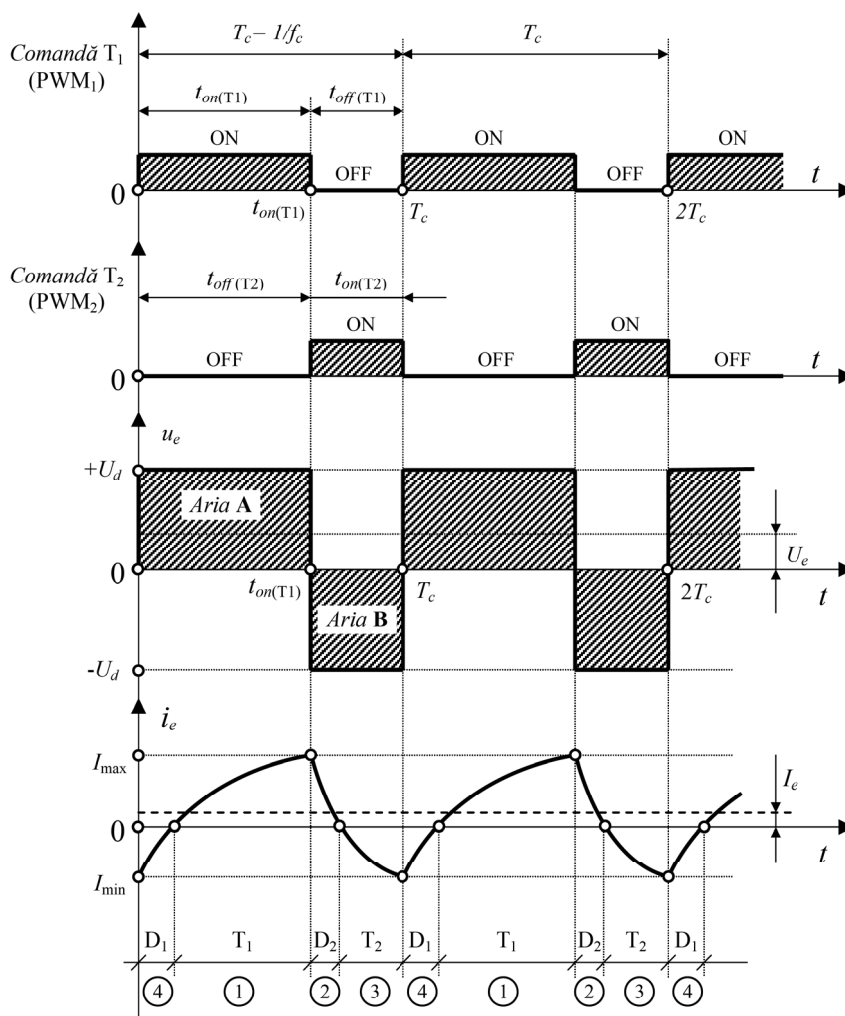 T_c – 1/f_c T_c
Comandă T₁
(PWM₁)
t_on(T1) t_off(T1)
ON ON ON
OFF OFF
0 t
t_on(T1) T_c 2T_c
Comandă T₂
(PWM₂)
t_off(T2) t_on(T2)
ON ON
OFF OFF OFF t
0
u_e
+U_d
Aria A
U_e
0
t_on(T1) T_c 2T_c t
Aria B
-U_d
i_e
I_max
I_e
0
t
I_min
D₁ T₁ D₂ T₂ D₁ T₁ D₂ T₂ D₁
4 1 2 3 4 1 2 3 4